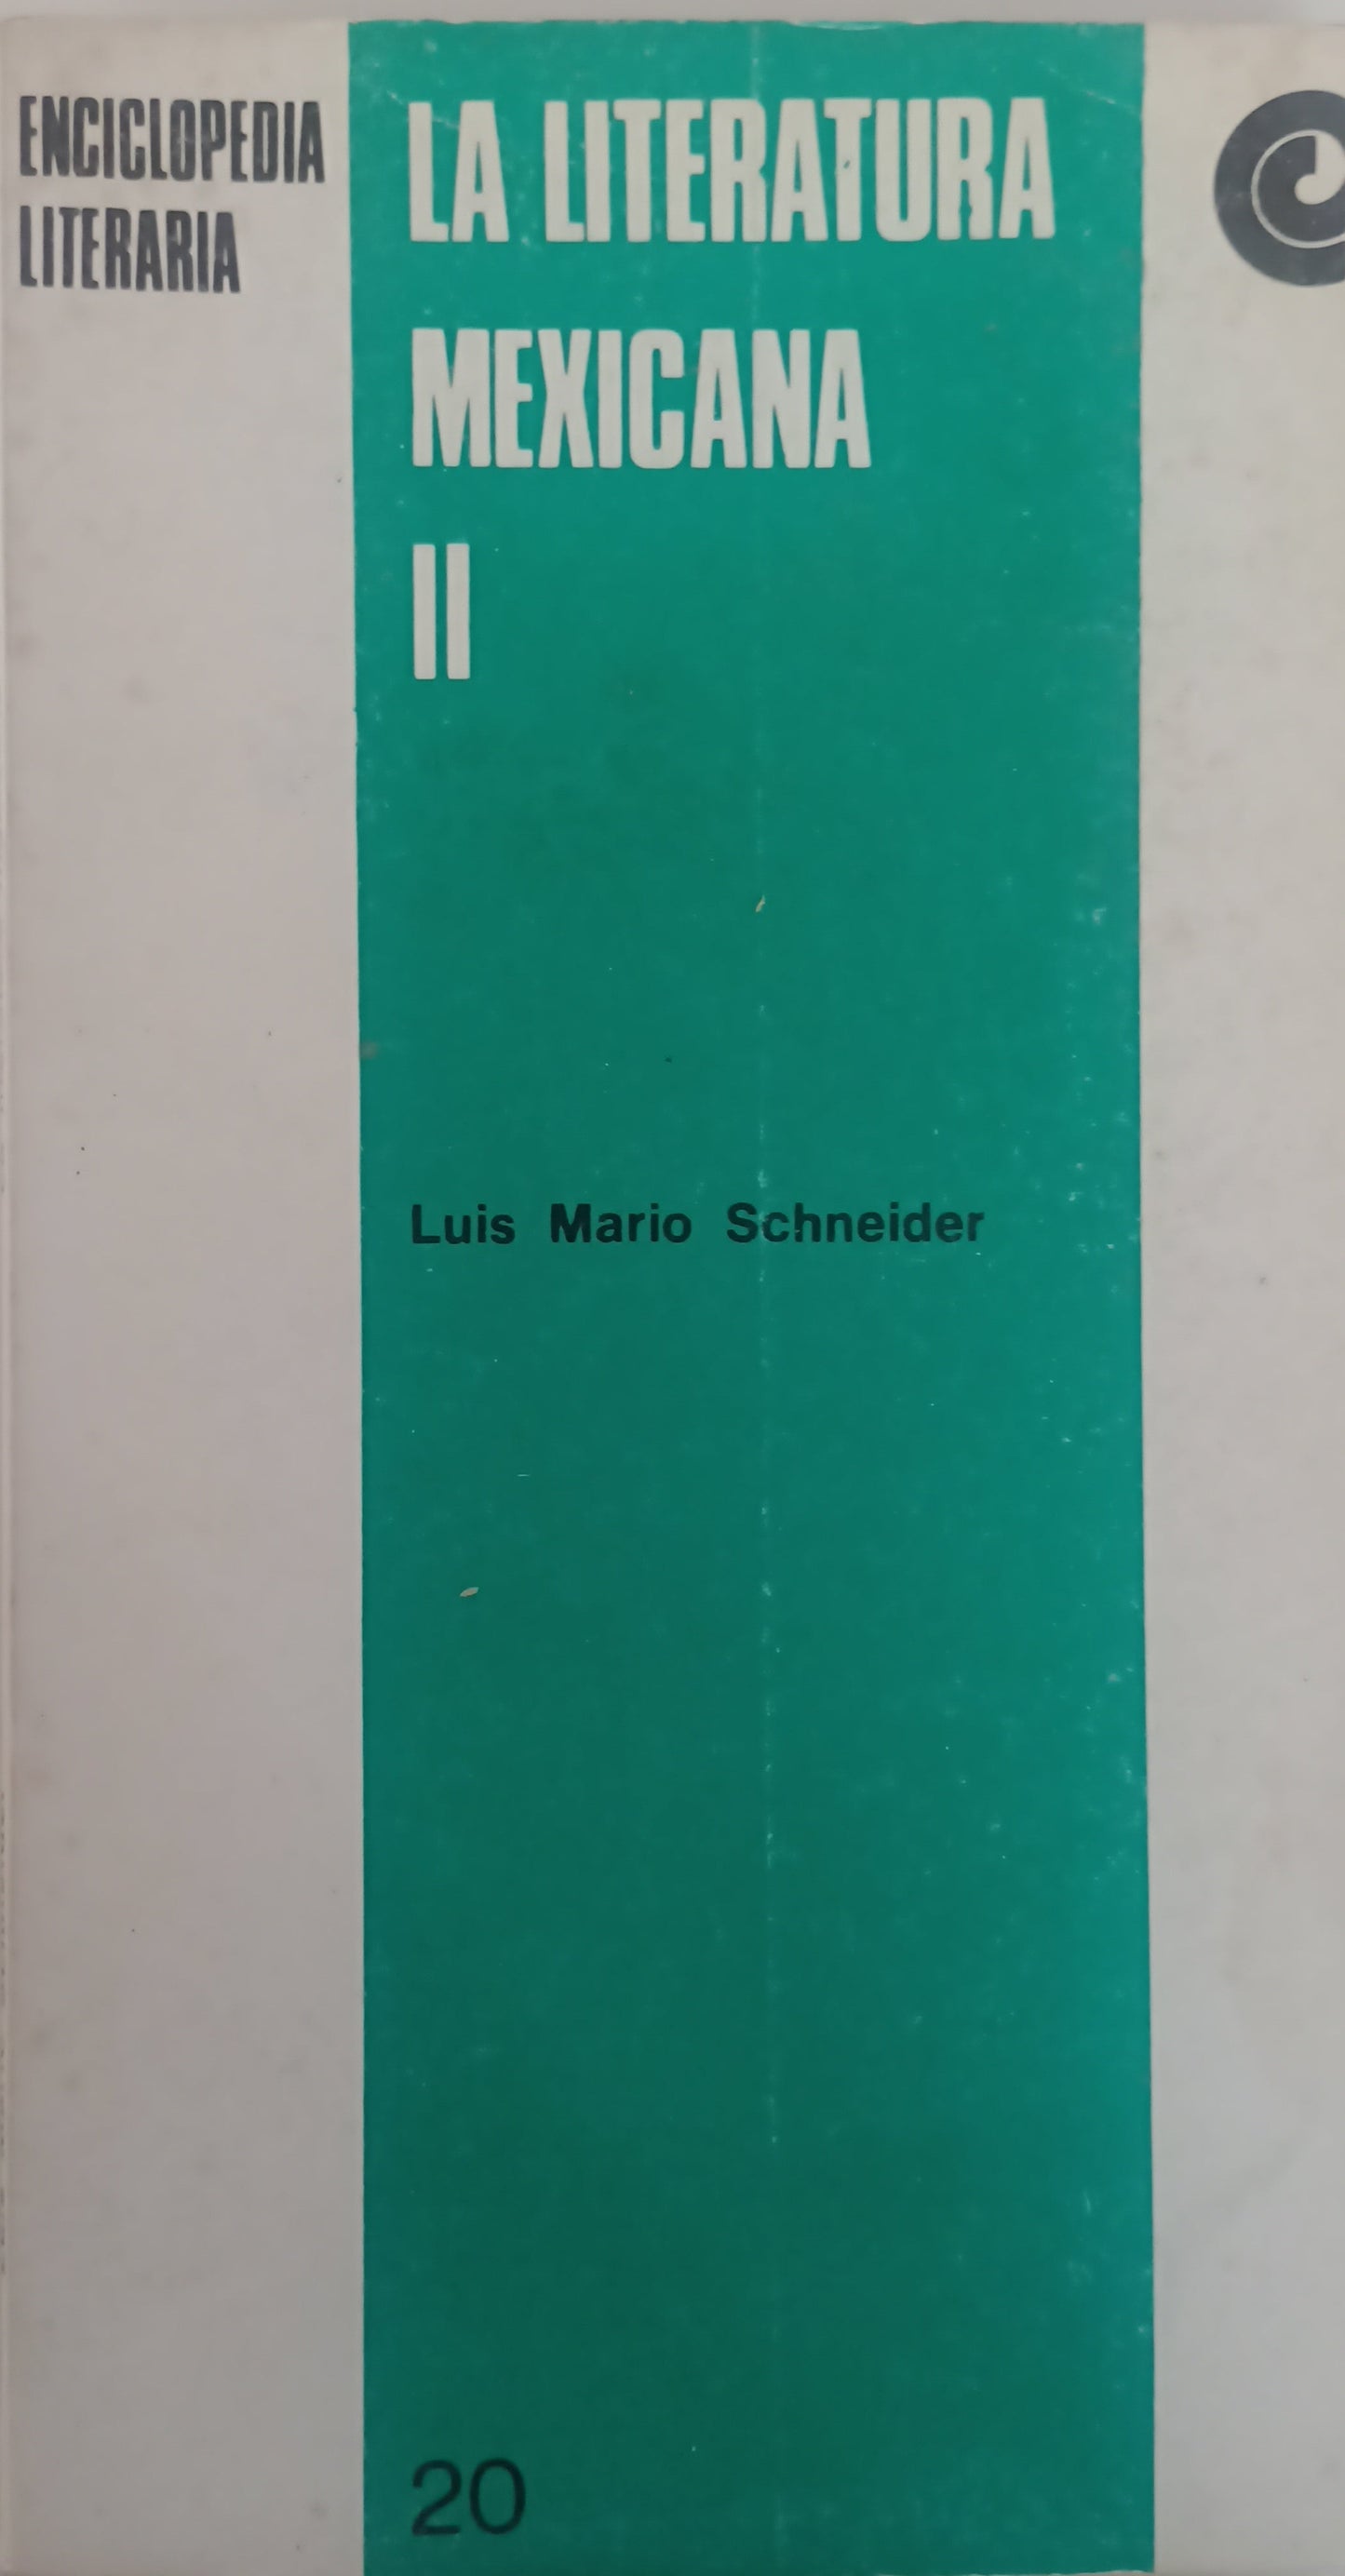 ENCICLOPEDIA
LITERARIA
LA LITERATURA
MEXICANA
II
Luis Mario Schneider
20